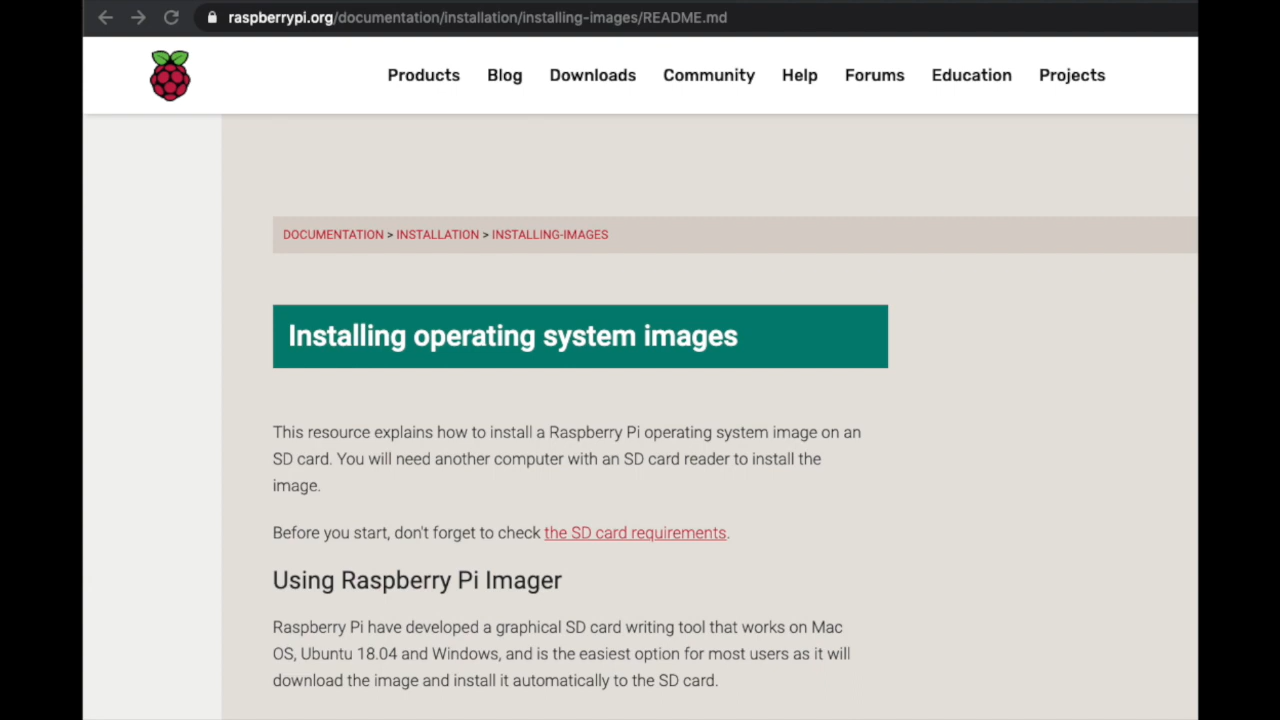 raspberrypi.org/documentation/installation/installing-images/README.md
Products Blog Downloads Community Help Forums Education Projects
DOCUMENTATION > INSTALLATION > INSTALLING-IMAGES
Installing operating system images
This resource explains how to install a Raspberry Pi operating system image on an
SD card. You will need another computer with an SD card reader to install the
image.
Before you start, don't forget to check the SD card requirements.
Using Raspberry Pi Imager
Raspberry Pi have developed a graphical SD card writing tool that works on Mac
OS, Ubuntu 18.04 and Windows, and is the easiest option for most users as it will
download the image and install it automatically to the SD card.